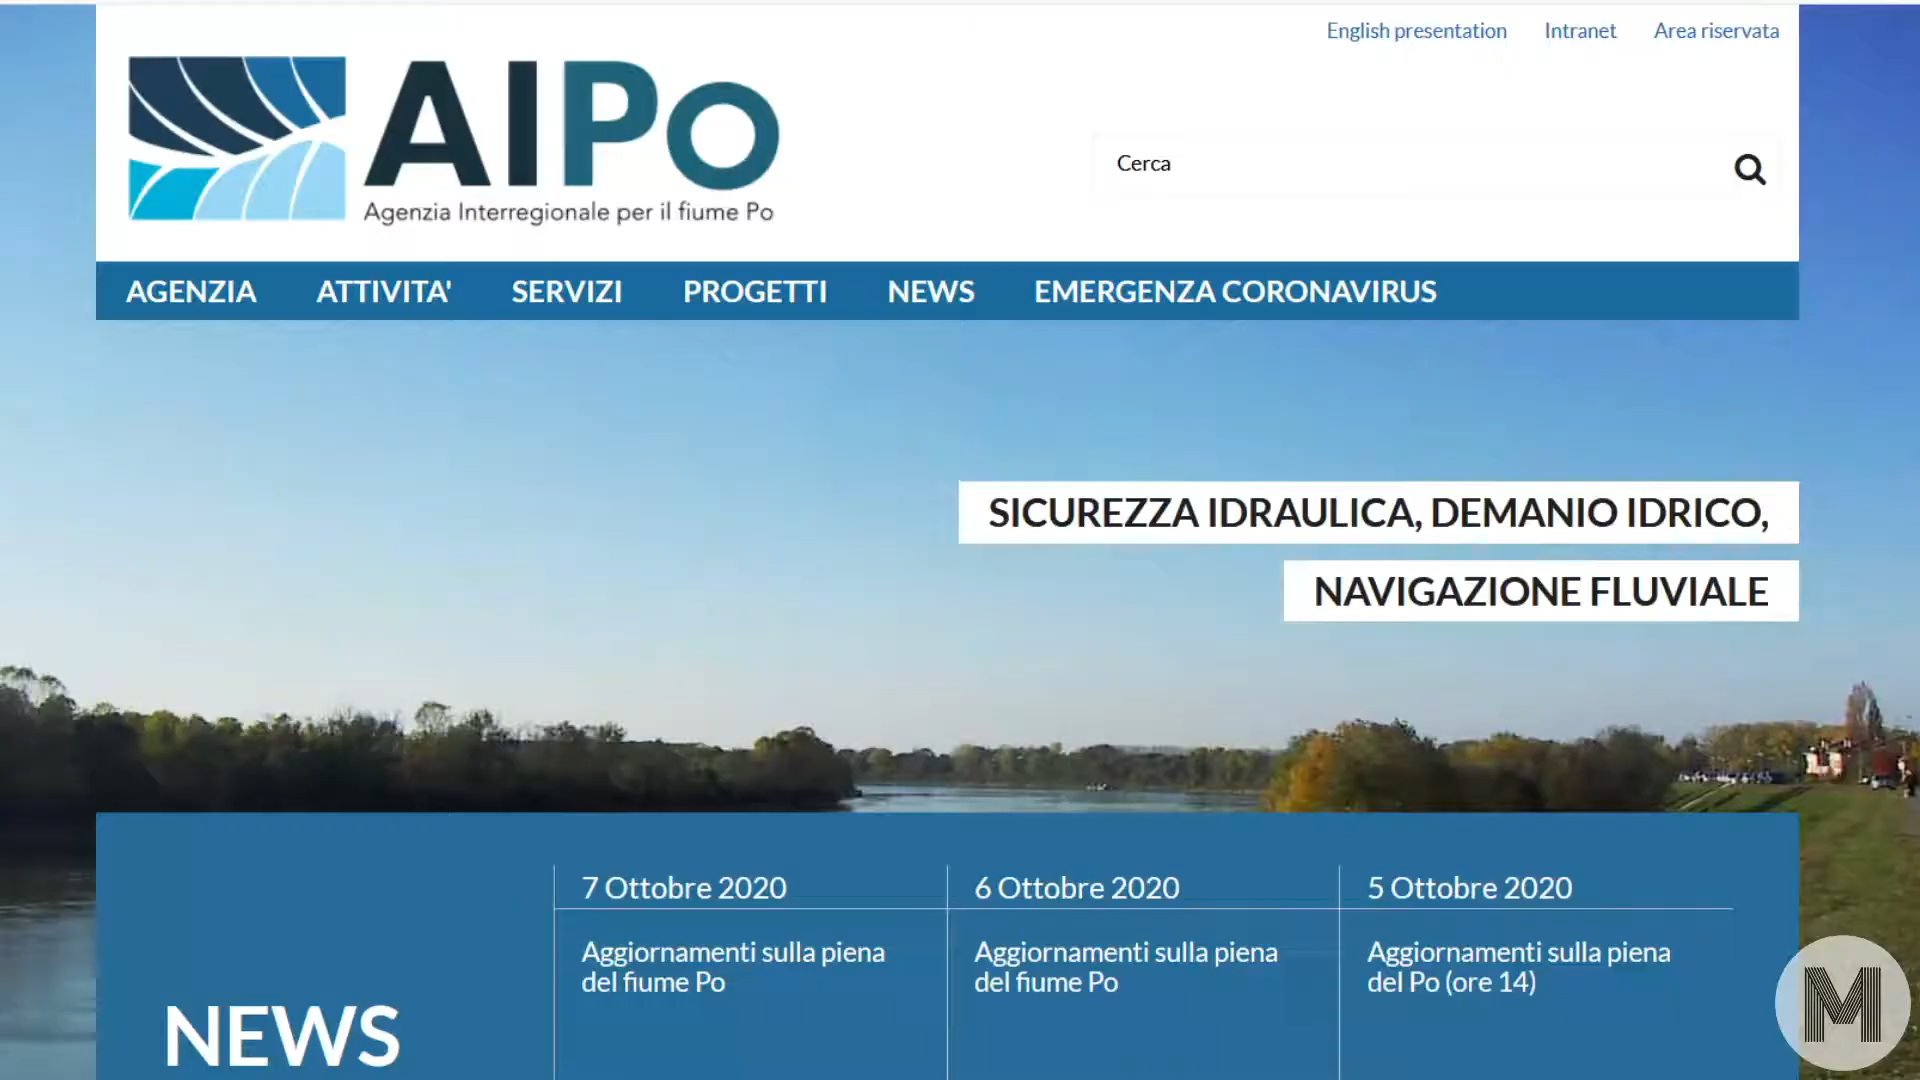 English presentation Intranet Area riservata
AIPo
Agenzia Interregionale per il fiume Po
Cerca
AGENZIA ATTIVITA' SERVIZI PROGETTI NEWS EMERGENZA CORONAVIRUS
SICUREZZA IDRAULICA, DEMANIO IDRICO,
NAVIGAZIONE FLUVIALE
NEWS
7 Ottobre 2020
Aggiornamenti sulla piena
del fiume Po
6 Ottobre 2020
Aggiornamenti sulla piena
del fiume Po
5 Ottobre 2020
Aggiornamenti sulla piena
del Po (ore 14)
M